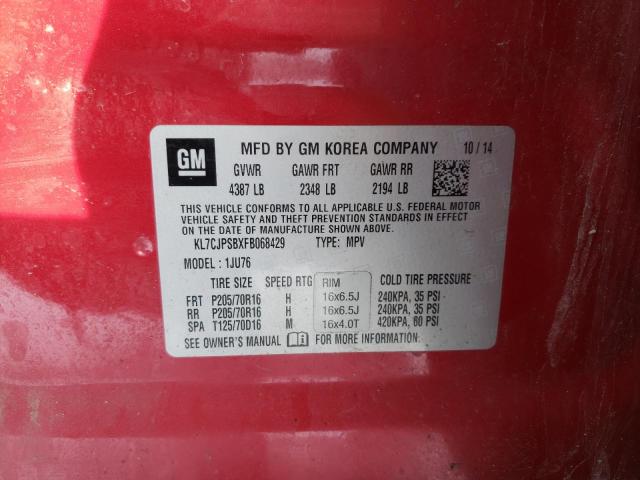 GM
MFD BY GM KOREA COMPANY 10 / 14
GVWR GAWR FRT GAWR RR
4387 LB 2348 LB 2194 LB
THIS VEHICLE CONFORMS TO ALL APPLICABLE U.S. FEDERAL MOTOR
VEHICLE SAFETY AND THEFT PREVENTION STANDARDS IN EFFECT
ON THE DATE OF MANUFACTURE SHOWN ABOVE.
KL7CJPSBXFB068429 TYPE: MPV
MODEL : 1JU76
TIRE SIZE SPEED RTG RIM COLD TIRE PRESSURE
FRT P205/70R16 H 16x6.5J 240KPA, 35 PSI
RR P205/70R16 H 16x6.5J 240KPA, 35 PSI
SPA T125/70D16 M 16x4.0T 420KPA, 60 PSI
SEE OWNER'S MANUAL FOR MORE INFORMATION.